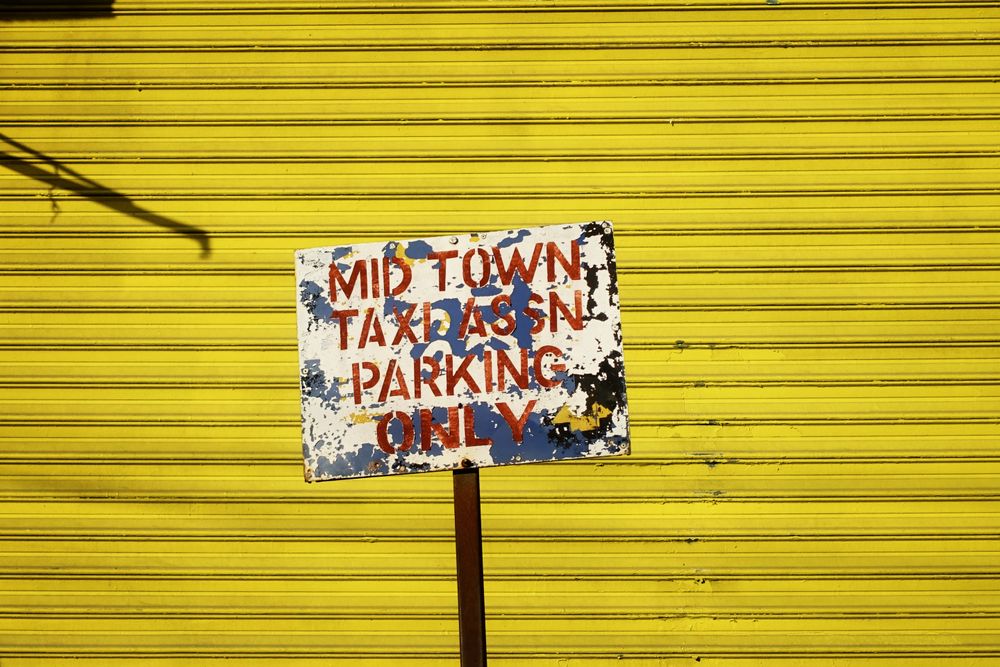 MID TOWN
TAXI ASSN
PARKING
ONLY